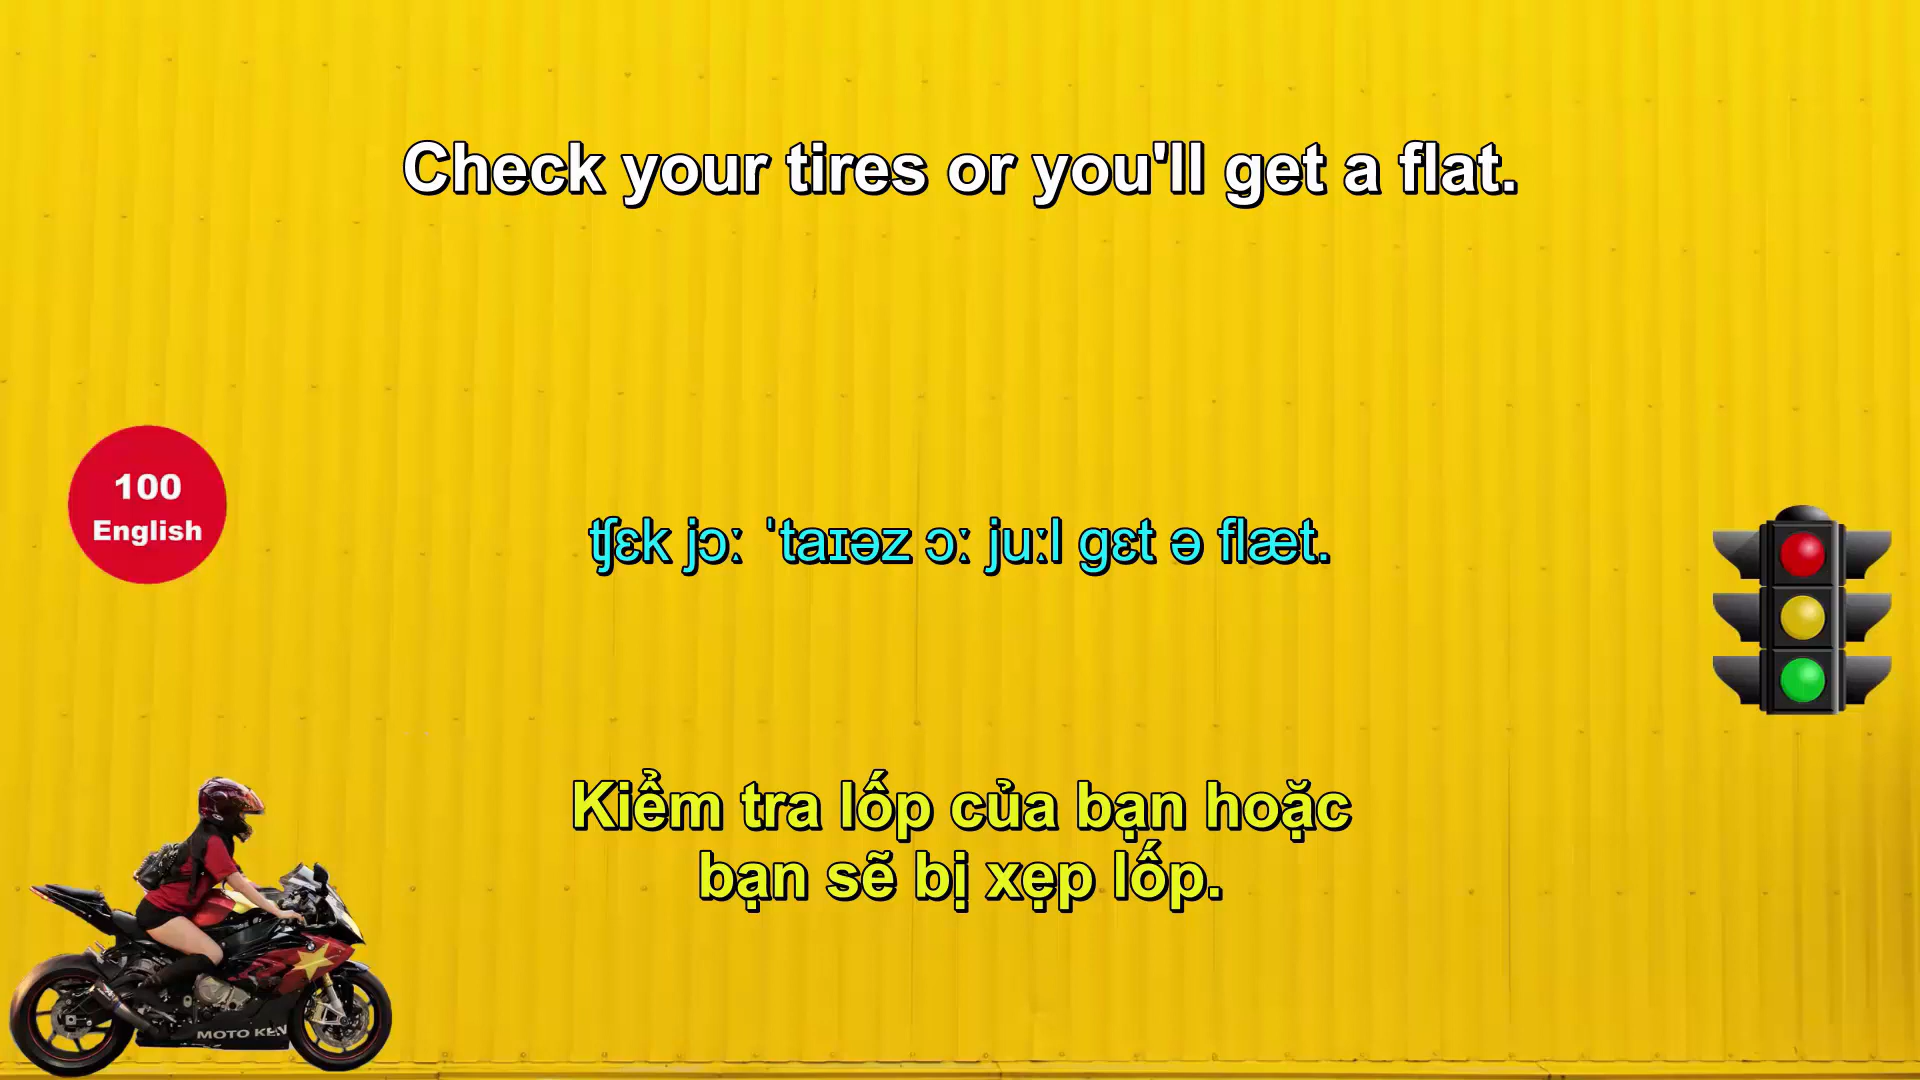 Check your tires or you'll get a flat.
100
English
ʧɛk jɔː ˈtaɪəz ɔː juːl gɛt ə flæt.
Kiểm tra lốp của bạn hoặc
bạn sẽ bị xẹp lốp.
MOTO KEN